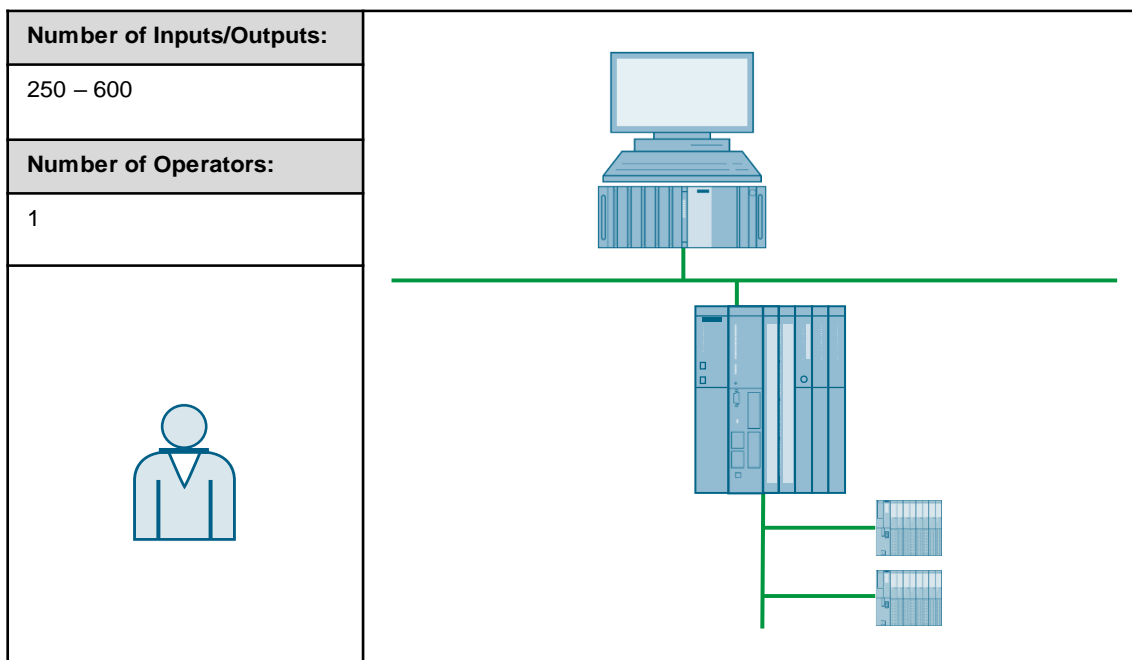 Number of Inputs/Outputs:
250 – 600
Number of Operators:
1